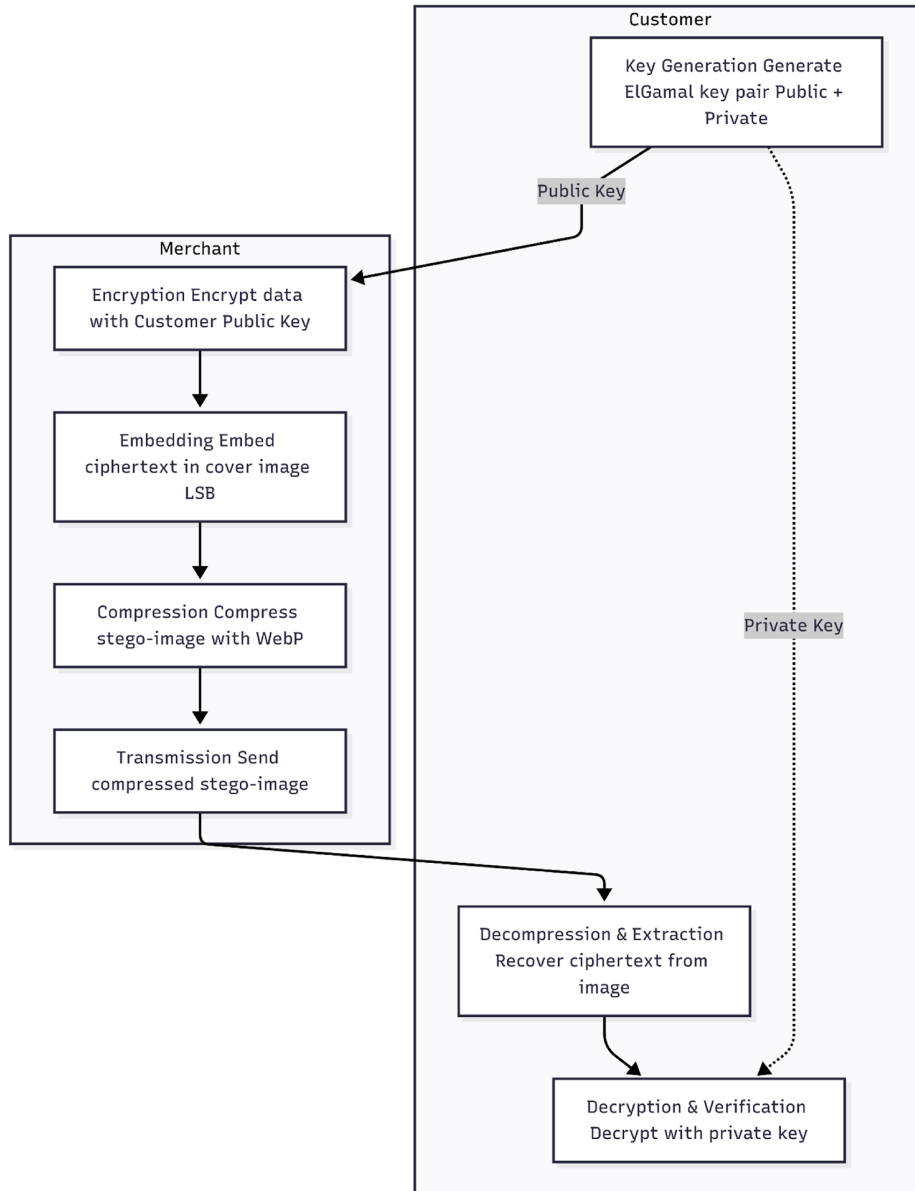 Customer
Key Generation Generate
ElGamal key pair Public +
Private
Public Key
Merchant
Encryption Encrypt data
with Customer Public Key
Embedding Embed
ciphertext in cover image
LSB
Compression Compress
stego-image with WebP
Private Key
Transmission Send
compressed stego-image
Decompression & Extraction
Recover ciphertext from
image
Decryption & Verification
Decrypt with private key